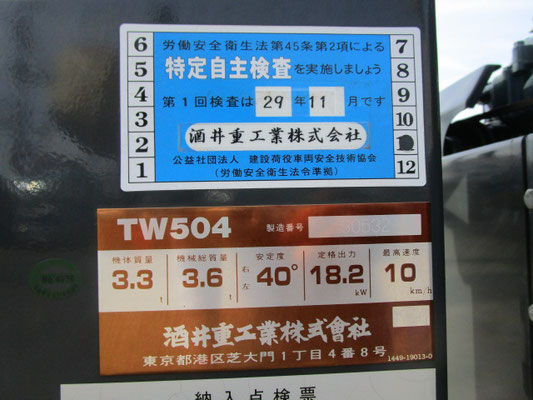 労働安全衛生法第45条第2項による
特定自主検査を実施しましょう
第1回検査は 29 年 11 月です
酒井重工業株式会社
公益社団法人 建設荷役車両安全技術協会
(労働安全衛生法令準拠)
6
5
4
3
2
1
7
8
9
10
12
TW504 製造番号
機体質量 機械総質量 安定度 定格出力 最高速度
3.3 t 3.6 t 右左 40° 18.2 kW 10 km/h
酒井重工業株式會社
東京都港区芝大門1丁目4番8号
1449-19013-0
納入点検票